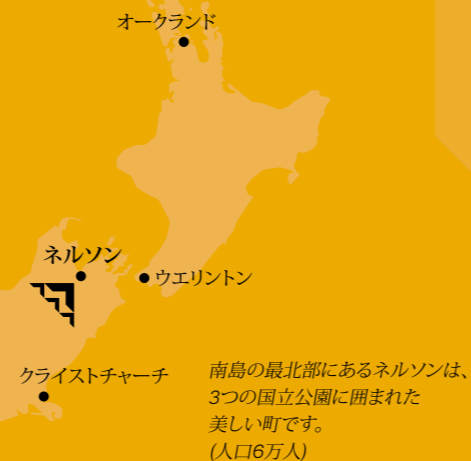 オークランド
ネルソン
ウエリントン
クライストチャーチ
南島の最北部にあるネルソンは、
3つの国立公園に囲まれた
美しい町です。
(人口6万人)